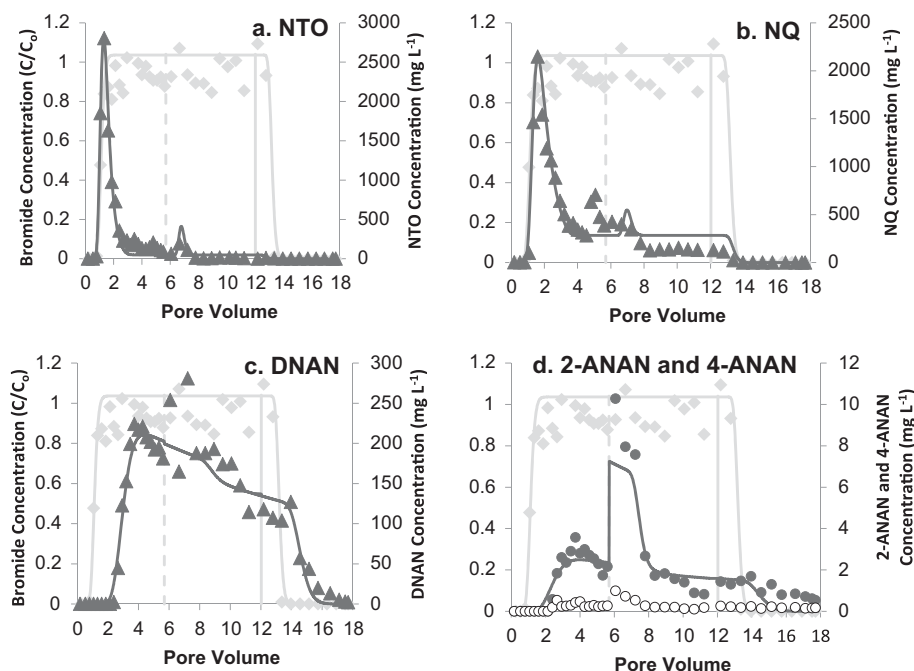 a. NTO
1.2
1
0.8
0.6
0.4
0.2
0
Bromide Concentration (C/Cₒ)
3000
2500
2000
1500
1000
500
0
NTO Concentration (mg L⁻¹)
0 2 4 6 8 10 12 14 16 18
Pore Volume
b. NQ
1.2
1
0.8
0.6
0.4
0.2
0
2500
2000
1500
1000
500
0
NQ Concentration (mg L⁻¹)
0 2 4 6 8 10 12 14 16 18
Pore Volume
c. DNAN
1.2
1
0.8
0.6
0.4
0.2
0
Bromide Concentration (C/Cₒ)
300
250
200
150
100
50
0
DNAN Concentration (mg L⁻¹)
0 2 4 6 8 10 12 14 16 18
Pore Volume
d. 2-ANAN and 4-ANAN
1.2
1
0.8
0.6
0.4
0.2
0
12
10
8
6
4
2
0
2-ANAN and 4-ANAN
Concentration (mg L⁻¹)
0 2 4 6 8 10 12 14 16 18
Pore Volume